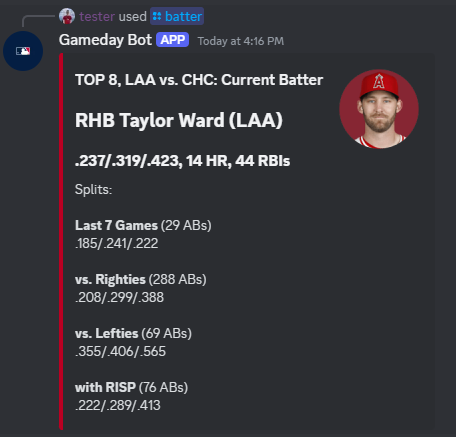 tester used batter
Gameday Bot APP Today at 4:16 PM
TOP 8, LAA vs. CHC: Current Batter
RHB Taylor Ward (LAA)
.237/.319/.423, 14 HR, 44 RBIs
Splits:
Last 7 Games (29 ABs)
.185/.241/.222
vs. Righties (288 ABs)
.208/.299/.388
vs. Lefties (69 ABs)
.355/.406/.565
with RISP (76 ABs)
.222/.289/.413